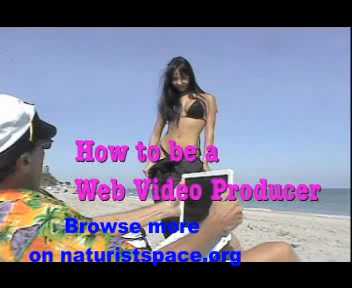 How to be a
Web Video Producer
Browse more
on naturistspace.org